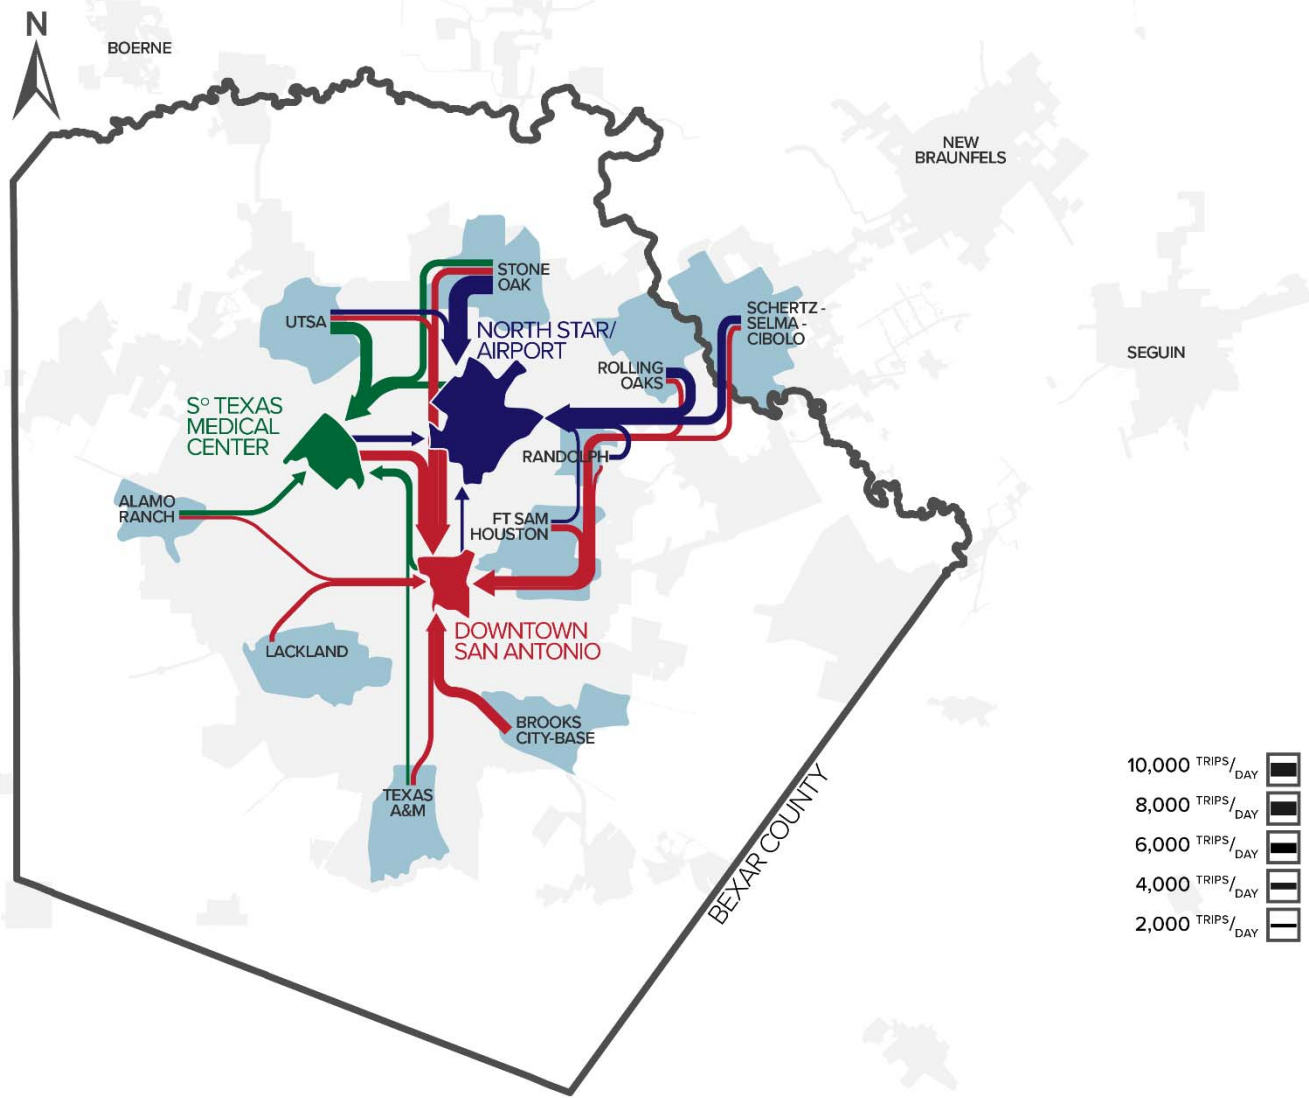 N
BOERNE
NEW
BRAUNFELS
STONE
OAK
UTSA
NORTH STAR/
AIRPORT
SCHERTZ -
SELMA -
CIBOLO
SEGUIN
ROLLING
OAKS
Sº TEXAS
MEDICAL
CENTER
RANDOLPH
ALAMO
RANCH
FT SAM
HOUSTON
DOWNTOWN
SAN ANTONIO
LACKLAND
BROOKS
CITY-BASE
TEXAS
A&M
BEXAR COUNTY
10,000 TRIPS/DAY
8,000 TRIPS/DAY
6,000 TRIPS/DAY
4,000 TRIPS/DAY
2,000 TRIPS/DAY